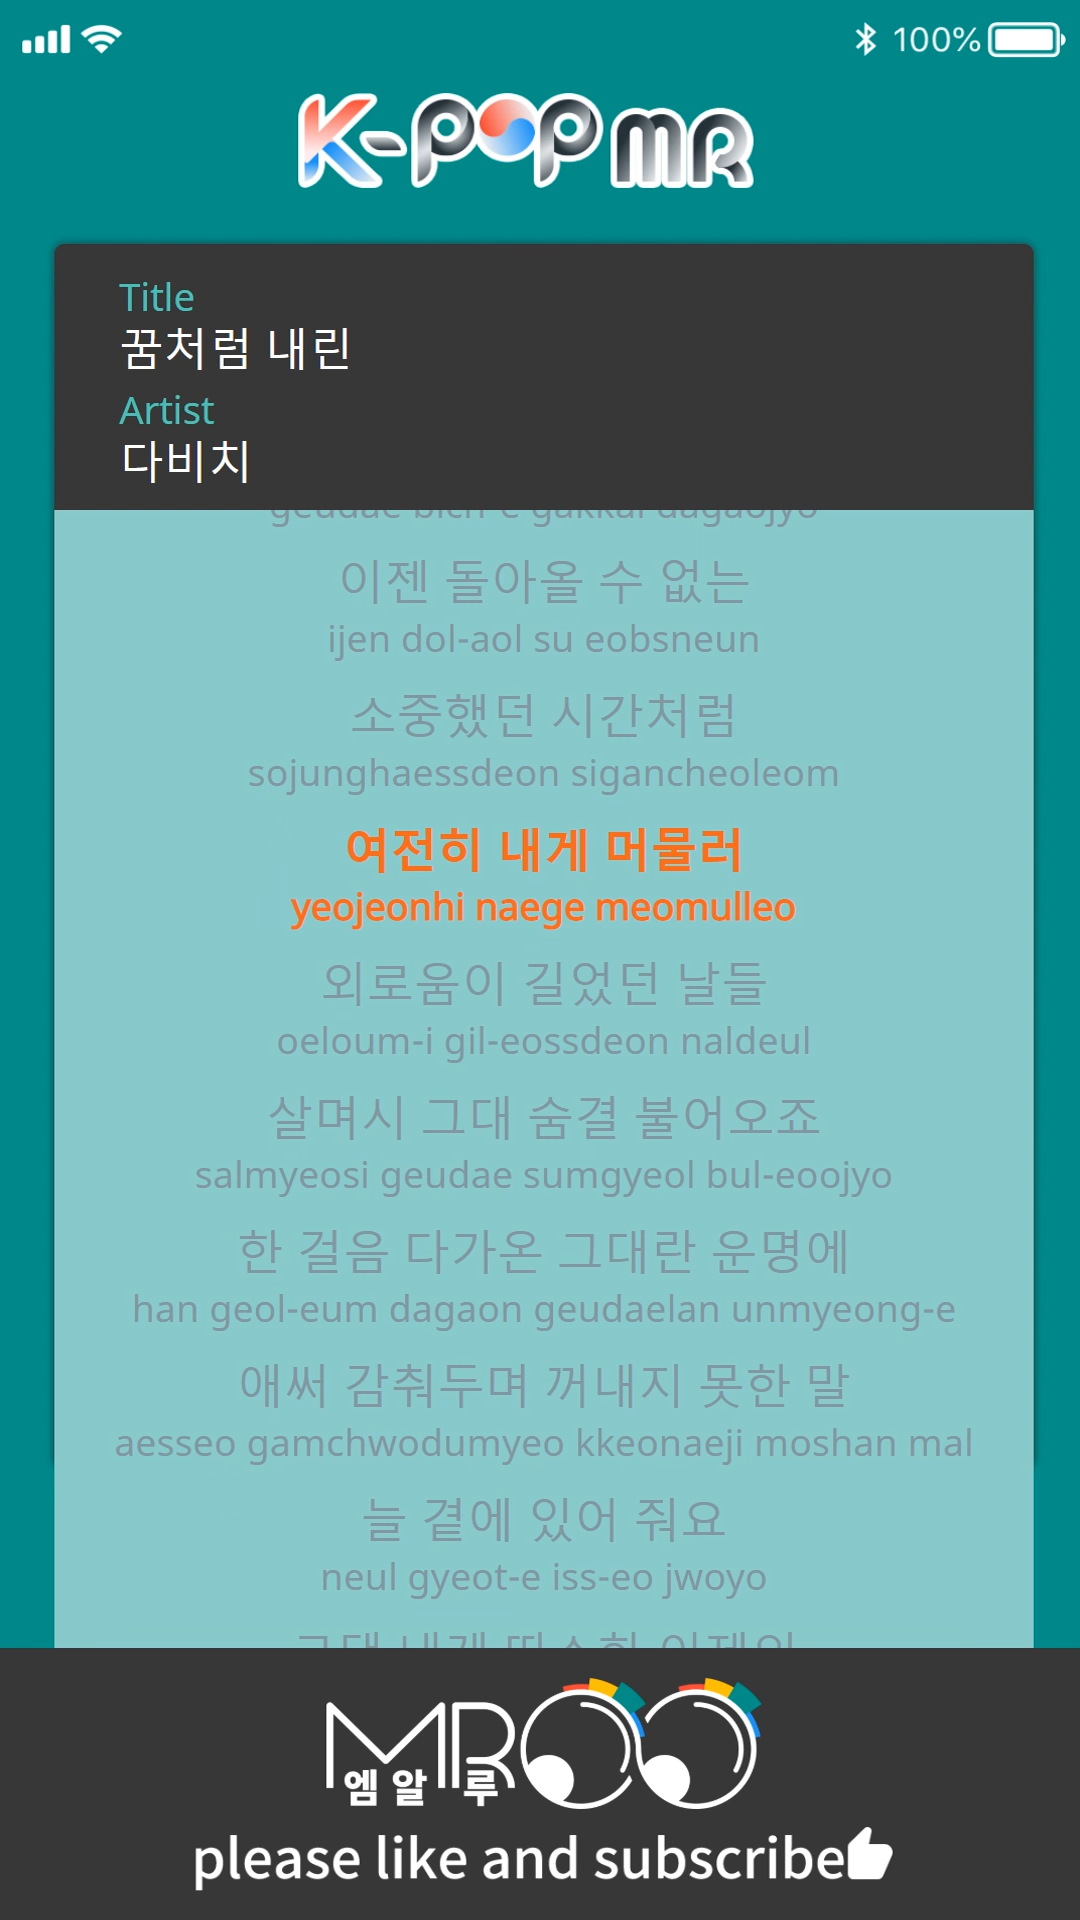 100%
K-POP MR
Title
꿈처럼 내린
Artist
다비치
geudae bich-e gakkai dagaojyo
이젠 돌아올 수 없는
ijen dol-aol su eobsneun
소중했던 시간처럼
sojunghaessdeon sigancheoleom
여전히 내게 머물러
yeojeonhi naege meomulleo
외로움이 길었던 날들
oeloum-i gil-eossdeon naldeul
살며시 그대 숨결 불어오죠
salmyeosi geudae sumgyeol bul-eoojyo
한 걸음 다가온 그대란 운명에
han geol-eum dagaon geudaelan unmyeong-e
애써 감춰두며 꺼내지 못한 말
aesseo gamchwodumyeo kkeonaeji moshan mal
늘 곁에 있어 줘요
neul gyeot-e iss-eo jwoyo
MROO
엠알루
please like and subscribe